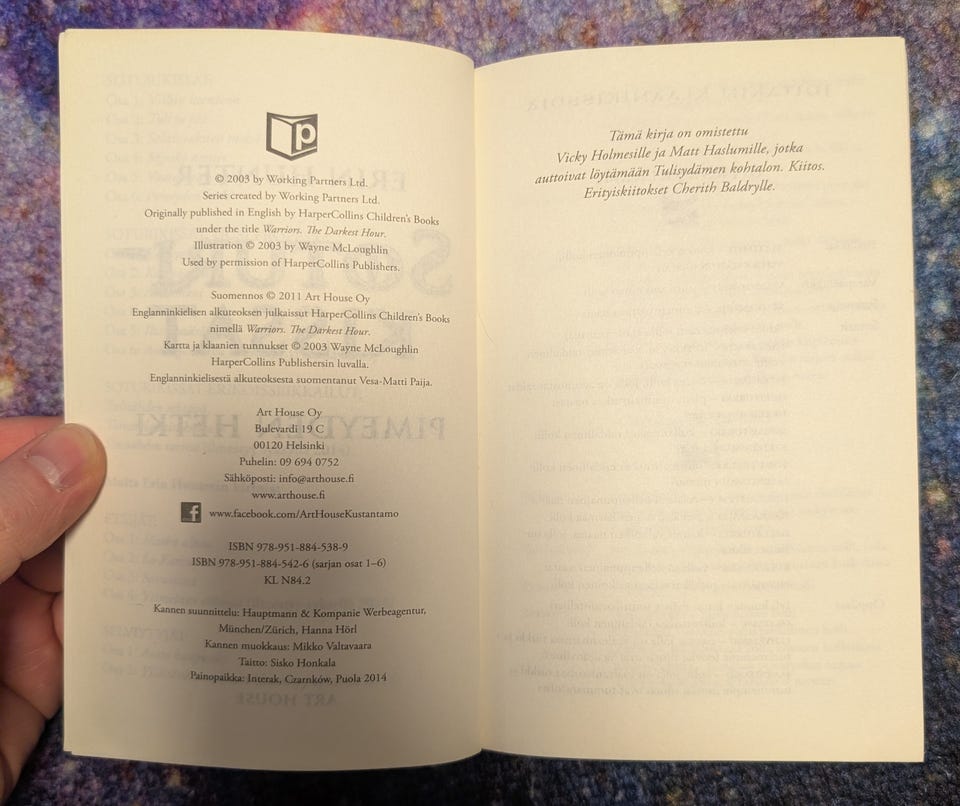 p
© 2003 by Working Partners Ltd.
Series created by Working Partners Ltd.
Originally published in English by HarperCollins Children's Books
under the title Warriors. The Darkest Hour.
Illustration © 2003 by Wayne McLoughlin
Used by permission of HarperCollins Publishers.
Suomennos © 2011 Art House Oy
Englanninkielisen alkuteoksen julkaissut HarperCollins Children's Books
nimellä Warriors. The Darkest Hour.
Kartta ja klaanien tunnukset © 2003 Wayne McLoughlin
HarperCollins Publishersin luvalla.
Englanninkielisestä alkuteoksesta suomentanut Vesa-Matti Paija.
Art House Oy
Bulevardi 19 C
00120 Helsinki
Puhelin: 09 694 0752
Sähköposti: info@arthouse.fi
www.arthouse.fi
f www.facebook.com/ArtHouseKustantamo
ISBN 978-951-884-538-9
ISBN 978-951-884-542-6 (sarjan osat 1–6)
KL N84.2
Kannen suunnittelu: Hauptmann & Kompanie Werbeagentur,
München/Zürich, Hanna Hörl
Kannen muokkaus: Mikko Valtavaara
Taitto: Sisko Honkala
Painopaikka: Interak, Czarnków, Puola 2014
Tämä kirja on omistettu
Vicky Holmesille ja Matt Haslumille, jotka
auttoivat löytämään Tulisydämen kohtalon. Kiitos.
Erityiskiitokset Cherith Baldrylle.